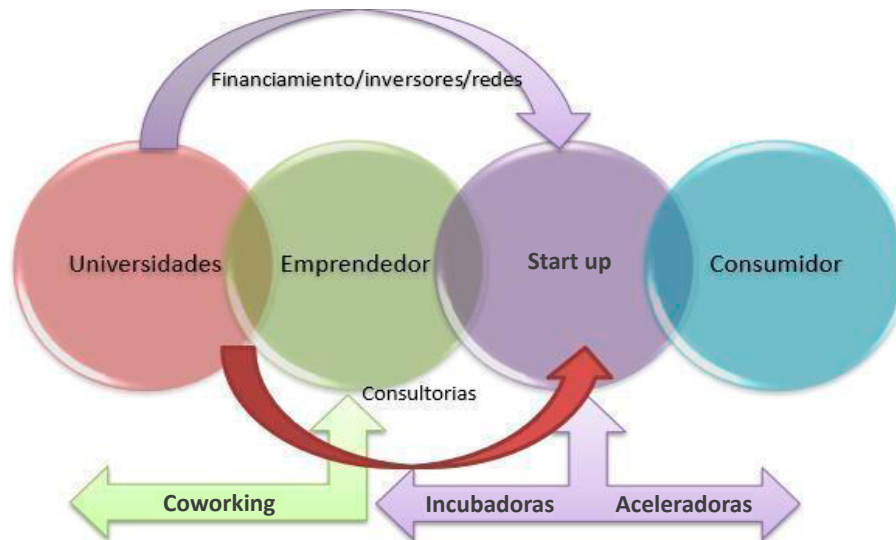 Financiamiento/inversores/redes
Universidades
Emprendedor
Start up
Consumidor
Consultorias
Coworking
Incubadoras
Aceleradoras